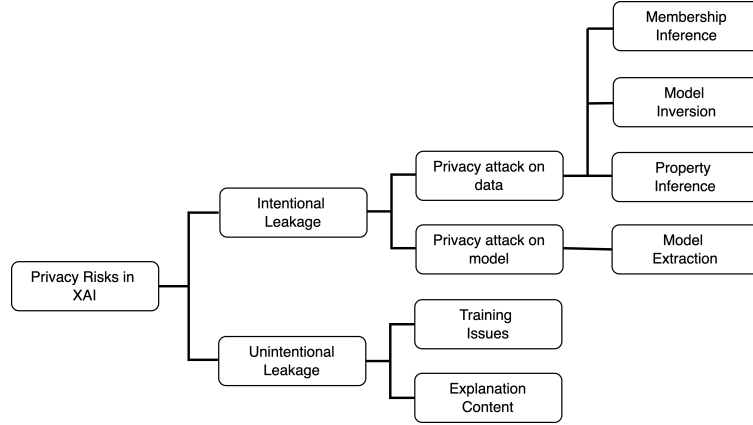 Membership
Inference
Model
Inversion
Privacy attack on
data
Property
Inference
Intentional
Leakage
Privacy attack on
model
Model
Extraction
Privacy Risks in
XAI
Training
Issues
Unintentional
Leakage
Explanation
Content